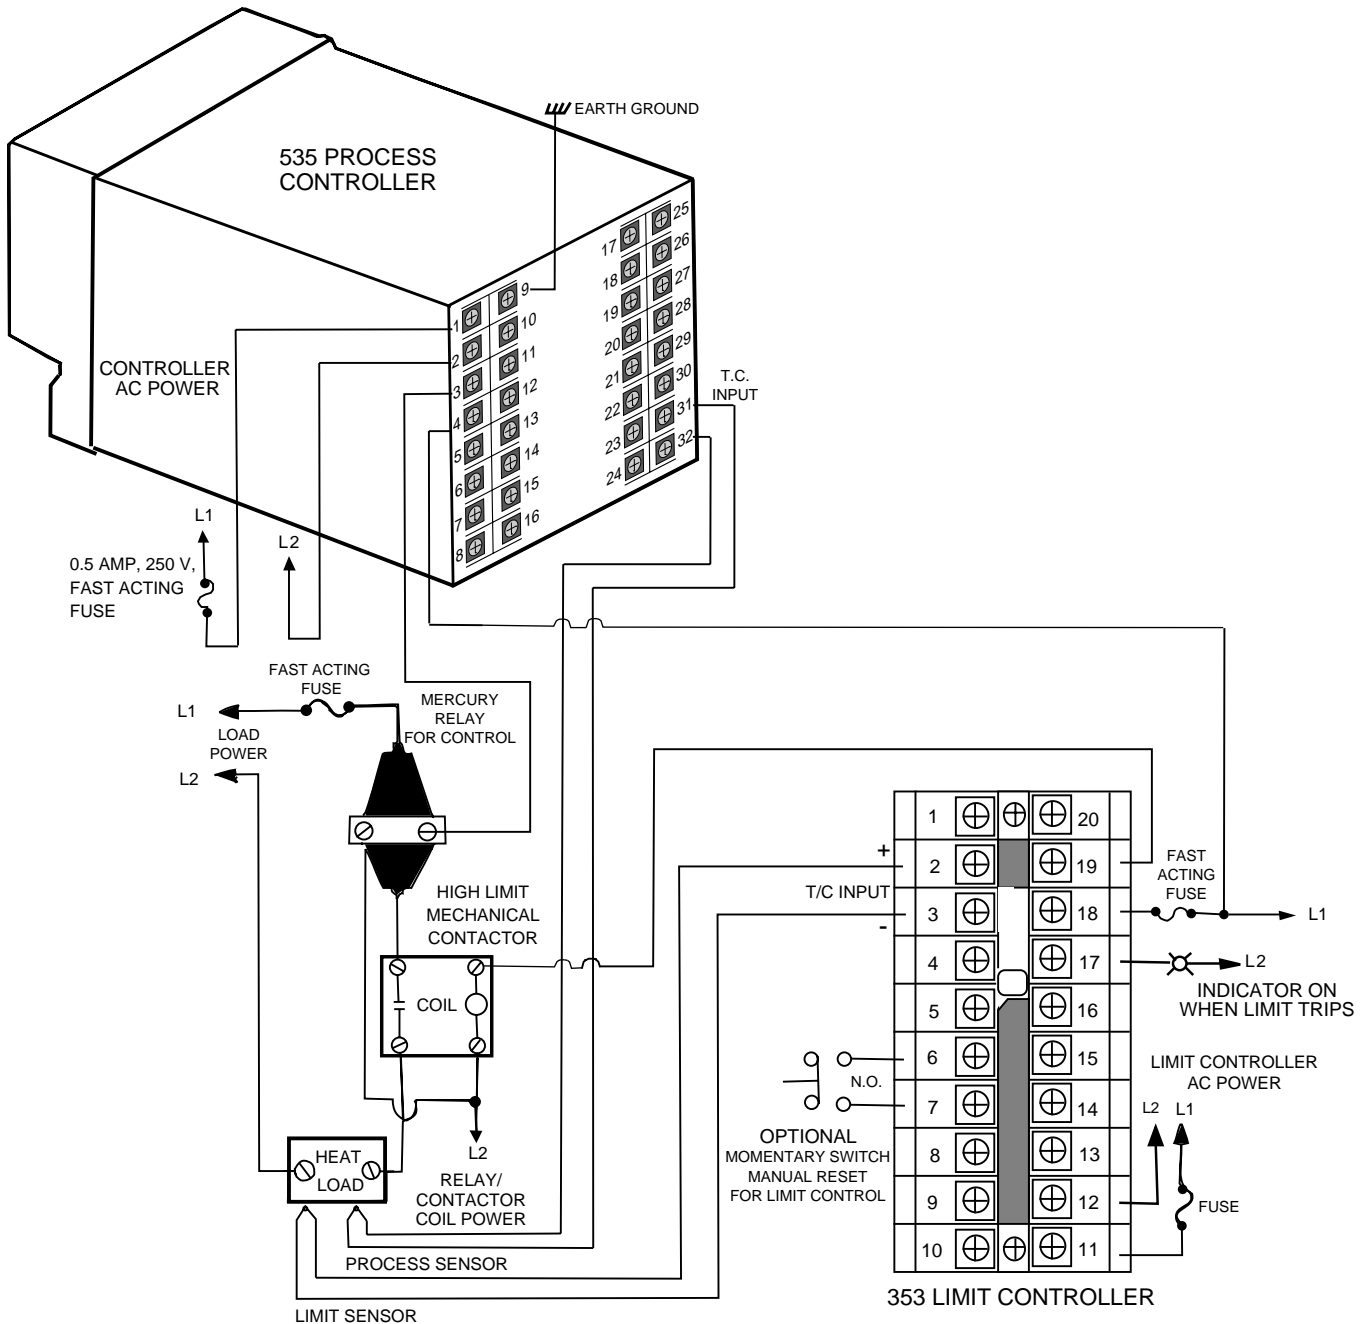 EARTH GROUND
535 PROCESS
CONTROLLER
CONTROLLER
AC POWER
1
2
3
4
5
6
7
8
9
10
11
12
13
14
15
16
17
18
19
20
21
22
23
24
25
26
27
28
29
30
31
32
T.C.
INPUT
L1
L2
0.5 AMP, 250 V,
FAST ACTING
FUSE
FAST ACTING
FUSE
L1
LOAD
POWER
L2
MERCURY
RELAY
FOR CONTROL
HIGH LIMIT
MECHANICAL
CONTACTOR
COIL
L2
RELAY/
CONTACTOR
COIL POWER
HEAT
LOAD
PROCESS SENSOR
LIMIT SENSOR
+
T/C INPUT
-
N.O.
OPTIONAL
MOMENTARY SWITCH
MANUAL RESET
FOR LIMIT CONTROL
1
2
3
4
5
6
7
8
9
10
20
19
18
17
16
15
14
13
12
11
FAST
ACTING
FUSE
L1
L2
INDICATOR ON
WHEN LIMIT TRIPS
LIMIT CONTROLLER
AC POWER
L2 L1
FUSE
353 LIMIT CONTROLLER